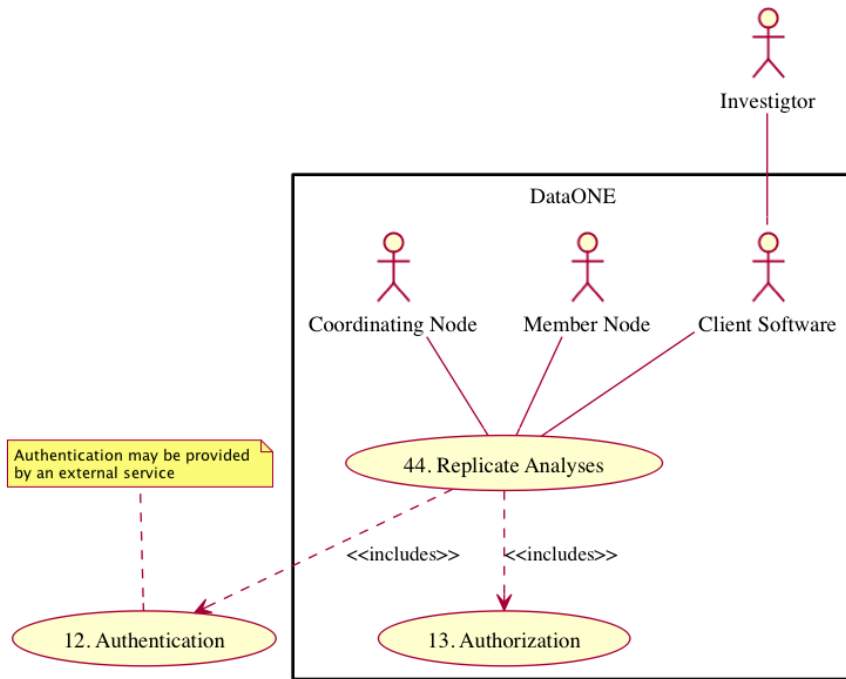 Investigtor
DataONE
Coordinating Node
Member Node
Client Software
Authentication may be provided
by an external service
44. Replicate Analyses
<<includes>>
<<includes>>
12. Authentication
13. Authorization